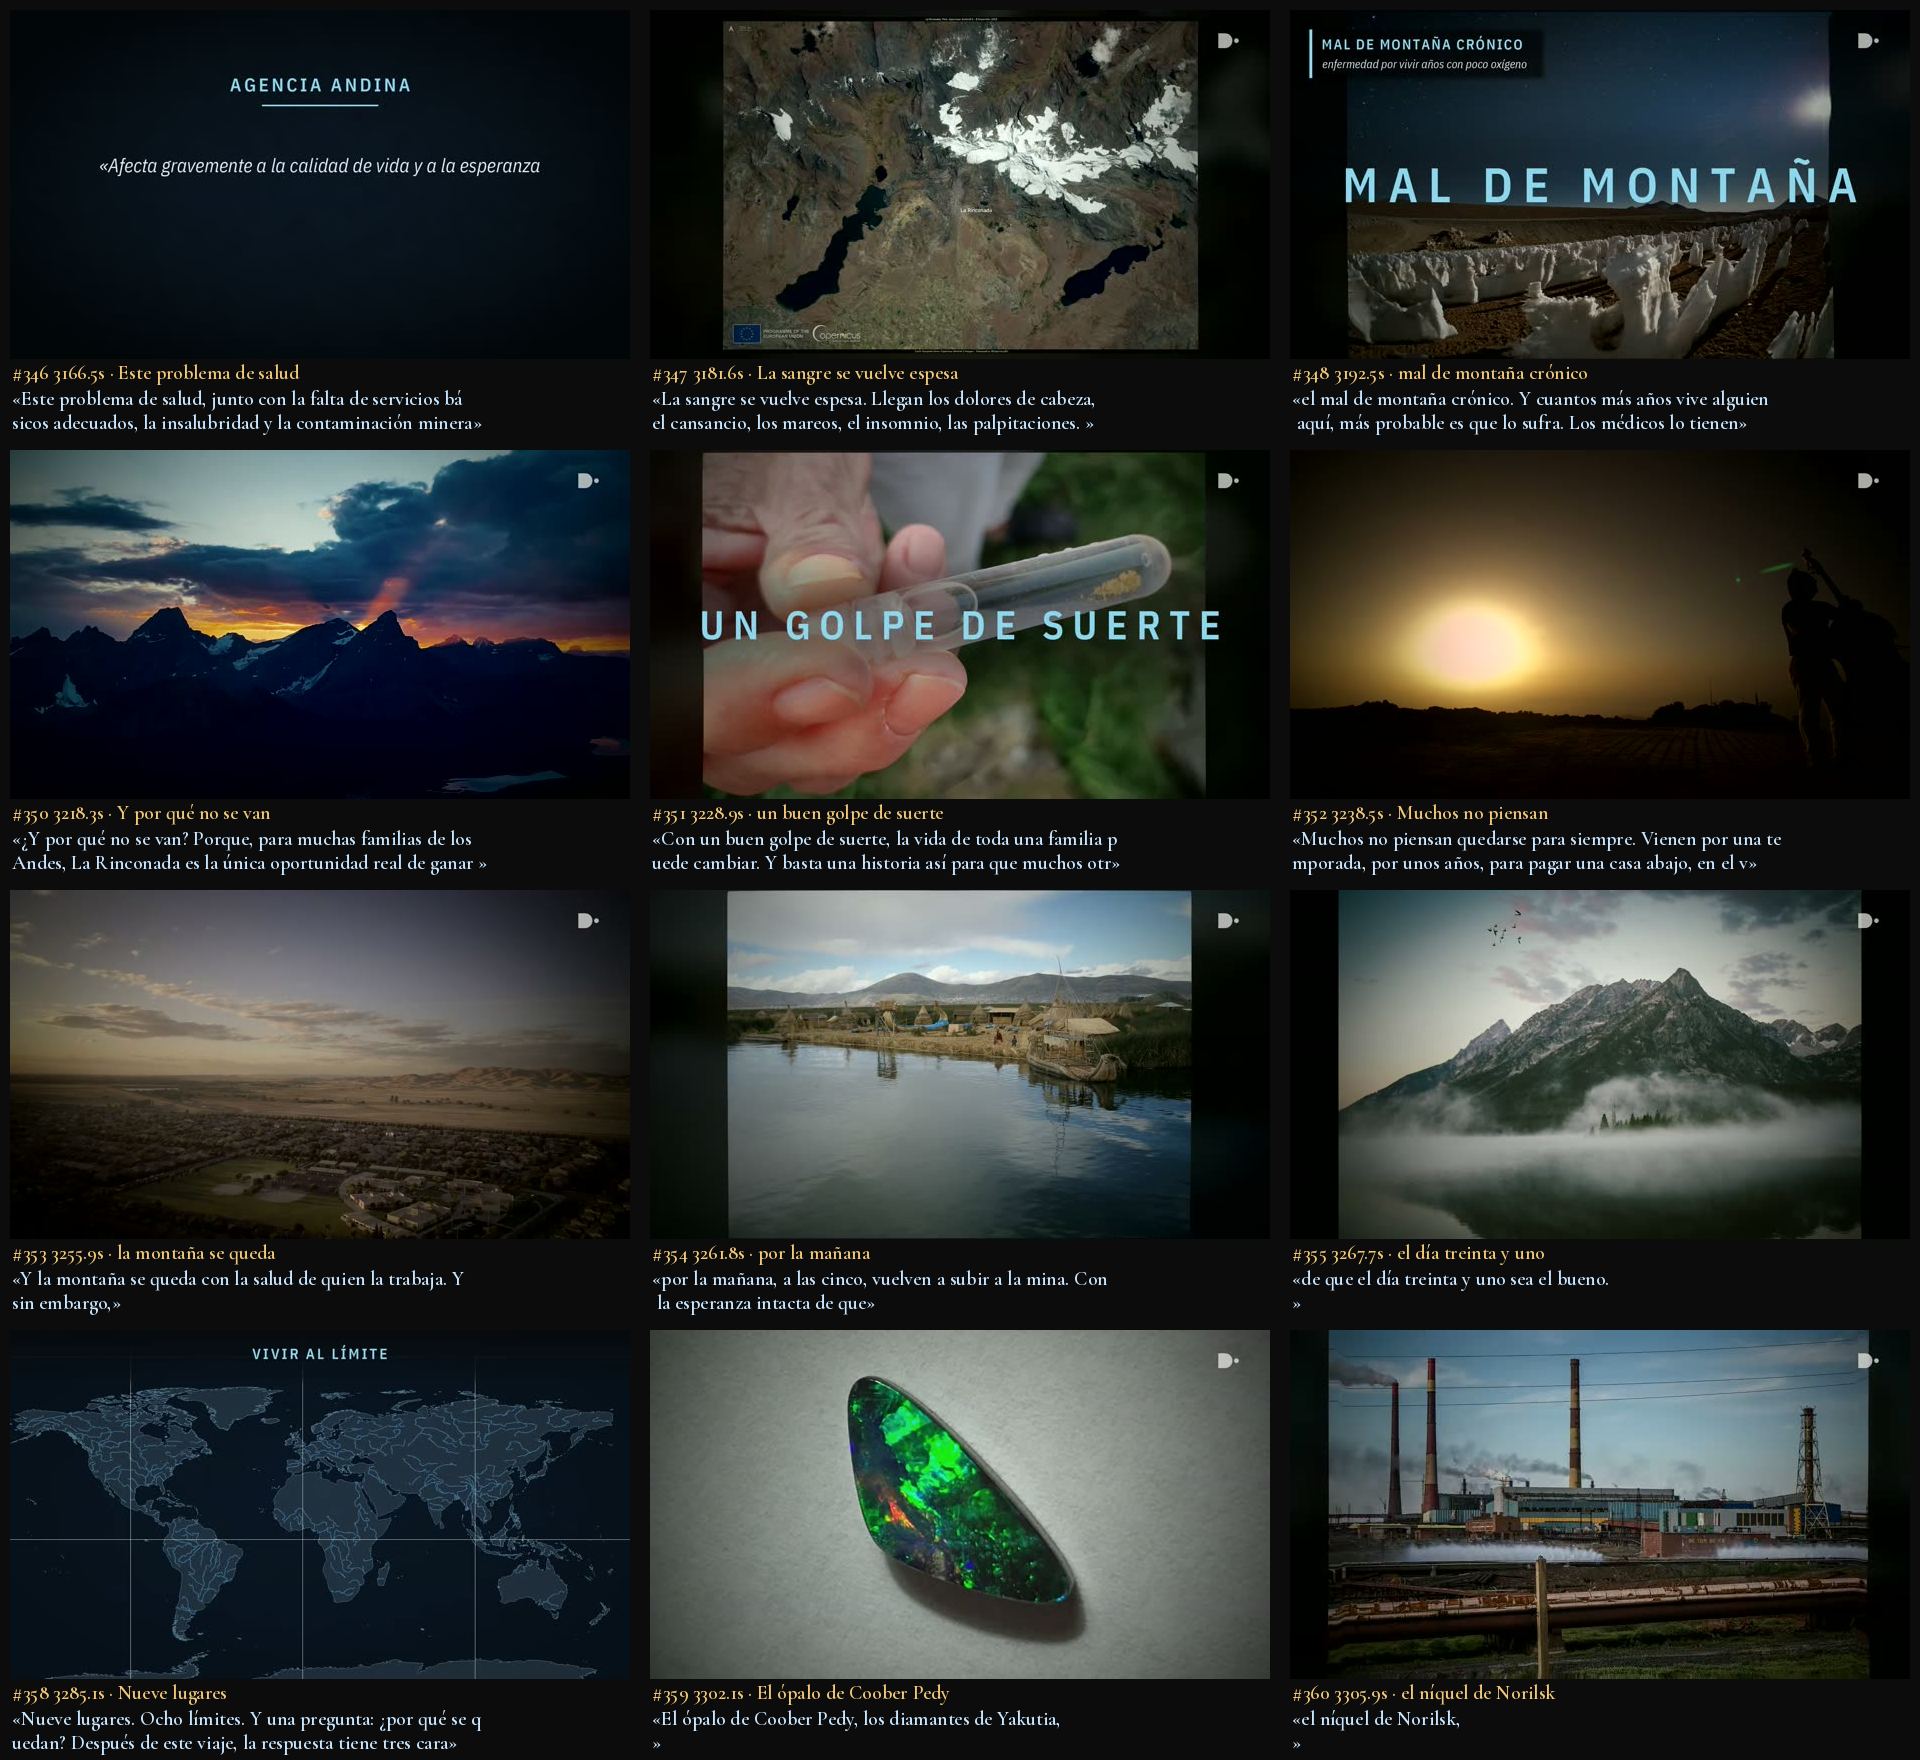 AGENCIA ANDINA
«Afecta gravemente a la calidad de vida y a la esperanza
#346 3166.5s · Este problema de salud
«Este problema de salud, junto con la falta de servicios bá
sicos adecuados, la insalubridad y la contaminación minera»
La Rinconada
PROGRAMME OF THE
EUROPEAN UNION
opernicus
#347 3181.6s · La sangre se vuelve espesa
«La sangre se vuelve espesa. Llegan los dolores de cabeza,
el cansancio, los mareos, el insomnio, las palpitaciones. »
MAL DE MONTAÑA CRÓNICO
enfermedad por vivir años con poco oxígeno
MAL DE MONTAÑA
#348 3192.5s · mal de montaña crónico
«el mal de montaña crónico. Y cuantos más años vive alguien
aquí, más probable es que lo sufra. Los médicos lo tienen»
#350 3218.3s · Y por qué no se van
«¿Y por qué no se van? Porque, para muchas familias de los
Andes, La Rinconada es la única oportunidad real de ganar »
UN GOLPE DE SUERTE
#351 3228.9s · un buen golpe de suerte
«Con un buen golpe de suerte, la vida de toda una familia p
uede cambiar. Y basta una historia así para que muchos otr»
#352 3238.5s · Muchos no piensan
«Muchos no piensan quedarse para siempre. Vienen por una te
mporada, por unos años, para pagar una casa abajo, en el v»
#353 3255.9s · la montaña se queda
«Y la montaña se queda con la salud de quien la trabaja. Y
sin embargo,»
#354 3261.8s · por la mañana
«por la mañana, a las cinco, vuelven a subir a la mina. Con
la esperanza intacta de que»
#355 3267.7s · el día treinta y uno
«de que el día treinta y uno sea el bueno.
»
VIVIR AL LÍMITE
#358 3285.1s · Nueve lugares
«Nueve lugares. Ocho límites. Y una pregunta: ¿por qué se q
uedan? Después de este viaje, la respuesta tiene tres cara»
#359 3302.1s · El ópalo de Coober Pedy
«El ópalo de Coober Pedy, los diamantes de Yakutia,
»
#360 3305.9s · el níquel de Norilsk
«el níquel de Norilsk,
»